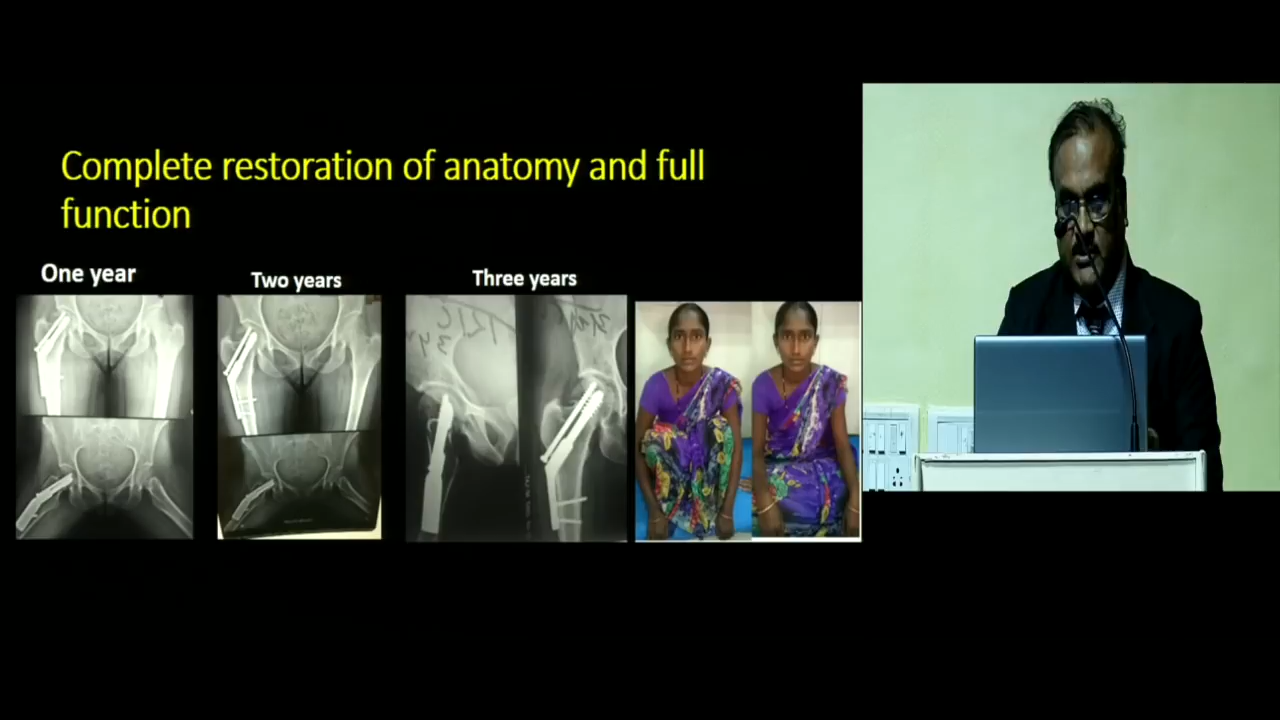 Complete restoration of anatomy and full
function
One year
Two years
Three years